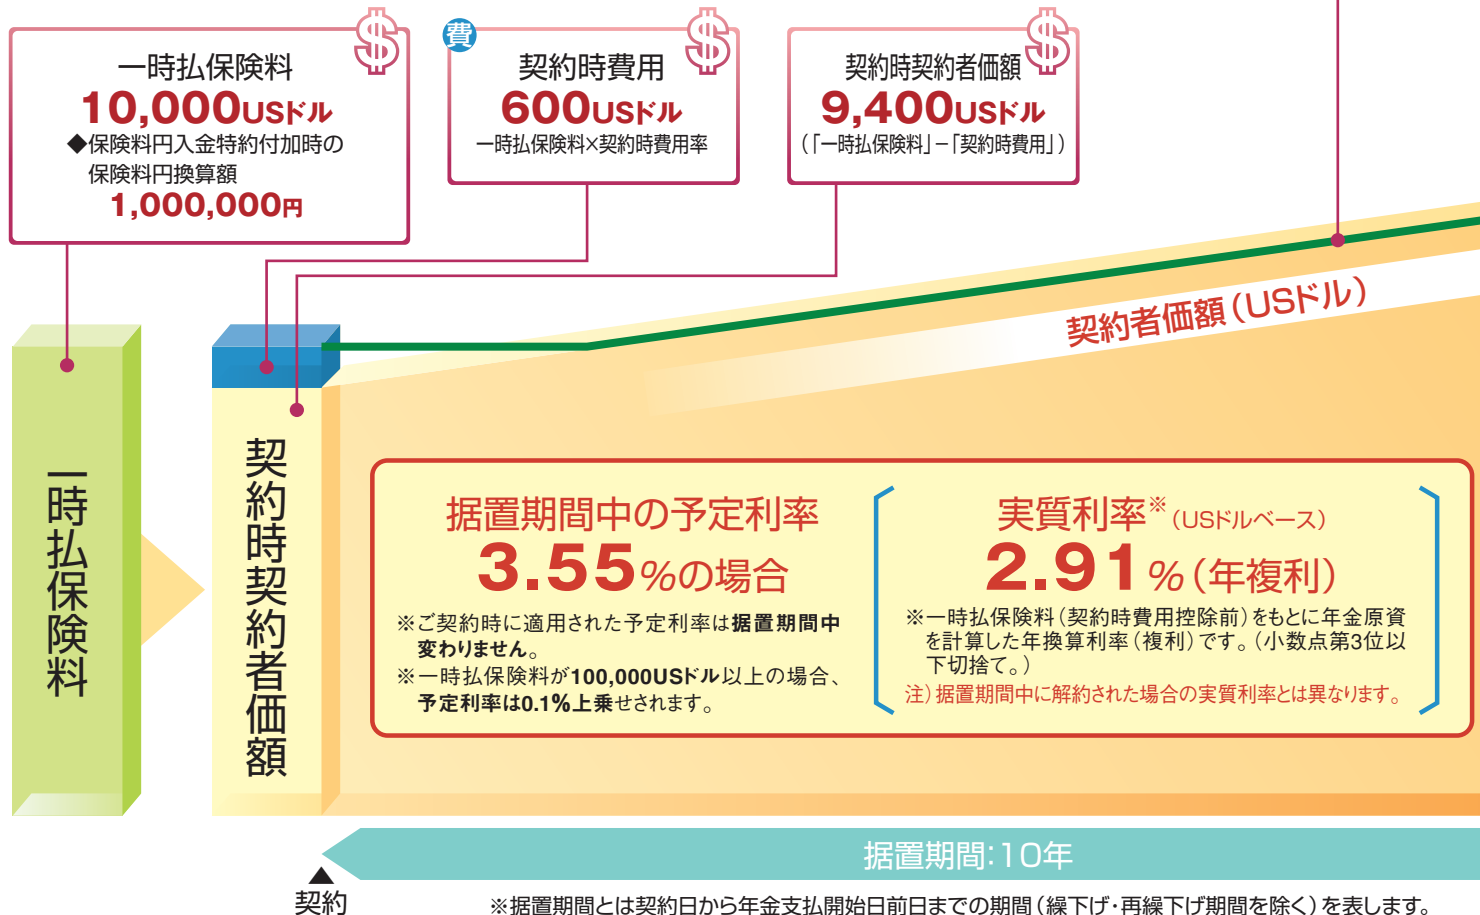 一時払保険料
10,000USドル
◆保険料円入金特約付加時の
保険料円換算額
1,000,000円
費
契約時費用
600USドル
一時払保険料×契約時費用率
契約時契約者価額
9,400USドル
(「一時払保険料」－「契約時費用」)
契約者価額(USドル)
一時払保険料
契約時契約者価額
据置期間中の予定利率
3.55%の場合
※ご契約時に適用された予定利率は据置期間中
変わりません。
※一時払保険料が100,000USドル以上の場合、
予定利率は0.1%上乗せされます。
実質利率※(USドルベース)
2.91%(年複利)
※一時払保険料(契約時費用控除前)をもとに年金原資
を計算した年換算利率(複利)です。(小数点第3位以
下切捨て。)
注)据置期間中に解約された場合の実質利率とは異なります。
据置期間:10年
契約
※据置期間とは契約日から年金支払開始日前日までの期間(繰下げ・再繰下げ期間を除く)を表します。